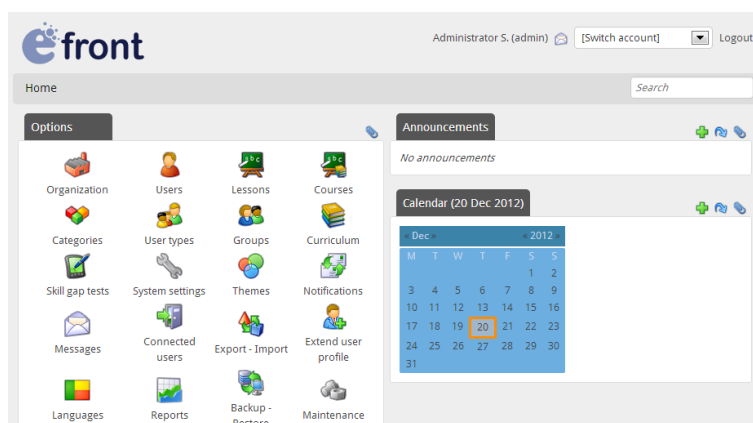 efront
Administrator S. (admin) [Switch account] Logout
Home
Search
Options
Organization Users Lessons Courses
Categories User types Groups Curriculum
Skill gap tests System settings Themes Notifications
Messages Connected users Export - Import Extend user profile
Languages Reports Backup - Restore Maintenance
Announcements
No announcements
Calendar (20 Dec 2012)
« Dec » « 2012 »
M T W T F S S
1 2
3 4 5 6 7 8 9
10 11 12 13 14 15 16
17 18 19 20 21 22 23
24 25 26 27 28 29 30
31